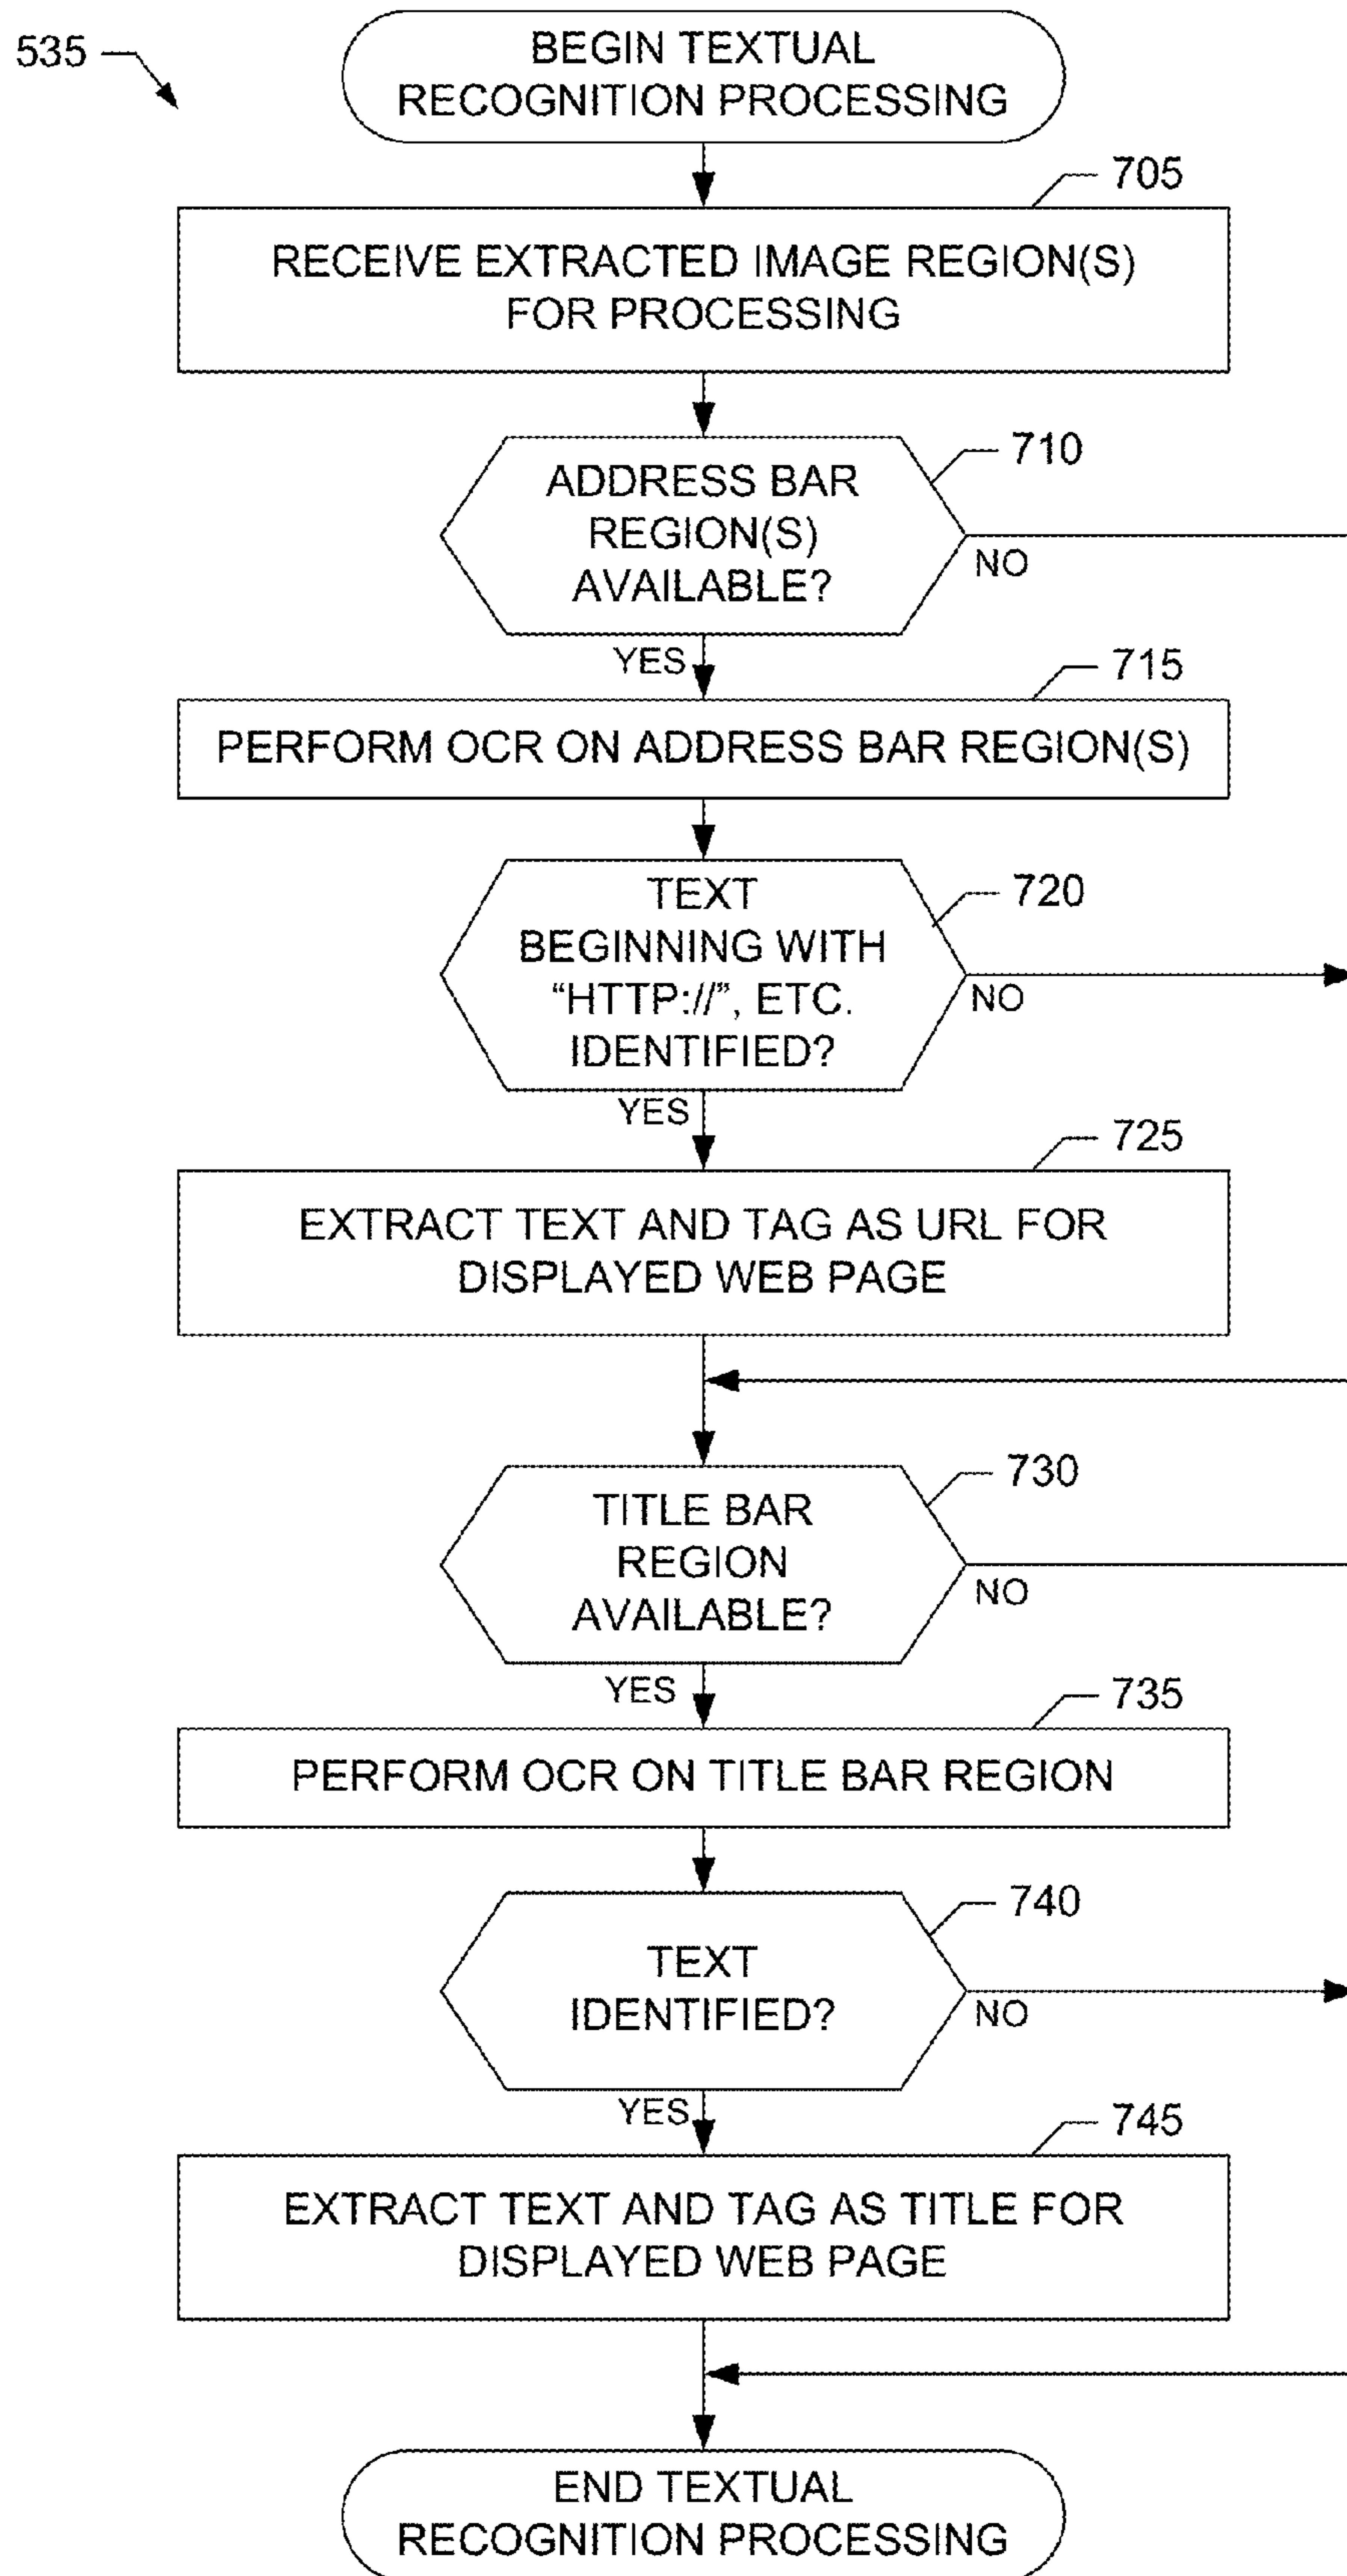 535
BEGIN TEXTUAL
RECOGNITION PROCESSING
705
RECEIVE EXTRACTED IMAGE REGION(S)
FOR PROCESSING
710
ADDRESS BAR
REGION(S)
AVAILABLE?
NO
YES
715
PERFORM OCR ON ADDRESS BAR REGION(S)
720
TEXT
BEGINNING WITH
“HTTP://”, ETC.
IDENTIFIED?
NO
YES
725
EXTRACT TEXT AND TAG AS URL FOR
DISPLAYED WEB PAGE
730
TITLE BAR
REGION
AVAILABLE?
NO
YES
735
PERFORM OCR ON TITLE BAR REGION
740
TEXT
IDENTIFIED?
NO
YES
745
EXTRACT TEXT AND TAG AS TITLE FOR
DISPLAYED WEB PAGE
END TEXTUAL
RECOGNITION PROCESSING